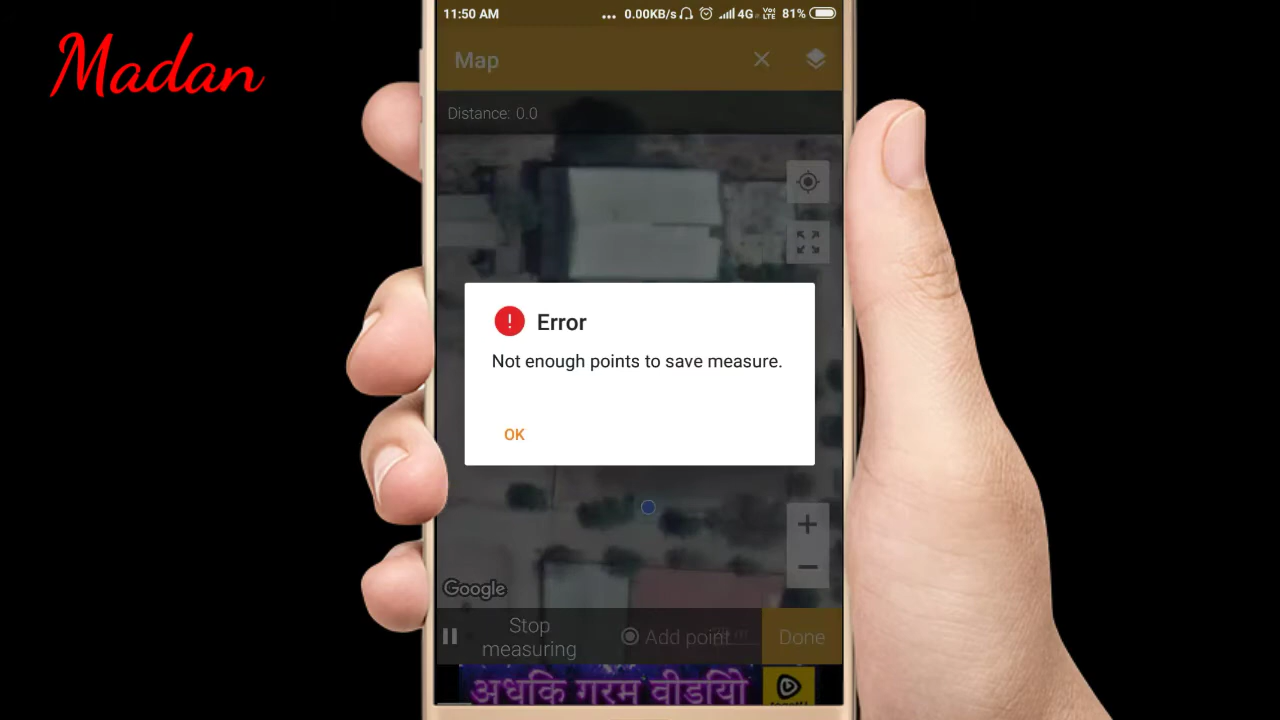 Madan
11:50 AM ... 0.00KB/s 4G VoLTE 81%
Map
Distance: 0.0
Error
Not enough points to save measure.
OK
Google
Stop
measuring
Add point
Done
अधकि गरम वीडयिो